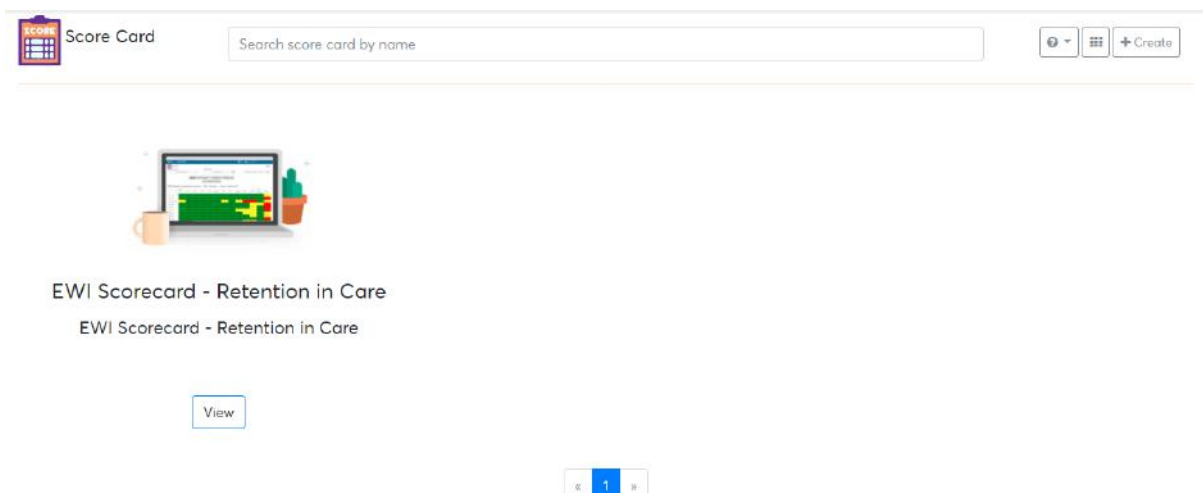 SCORE
Score Card
Search score card by name
+ Create
EWI Scorecard - Retention in Care
EWI Scorecard - Retention in Care
View
« 1 »